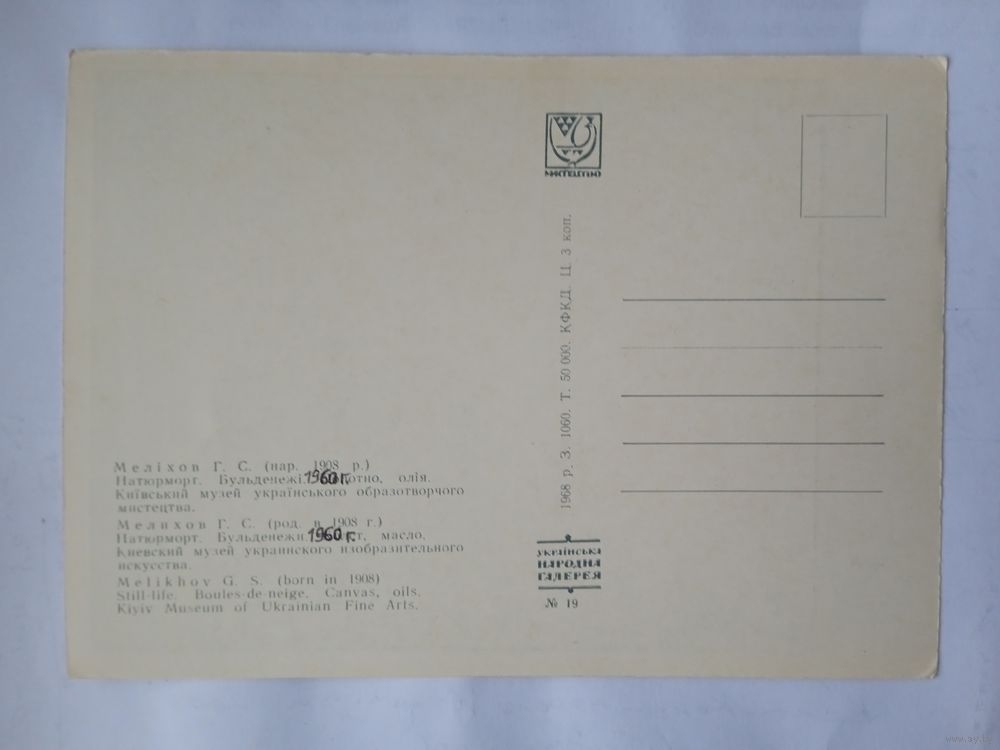 Меліхов Г. С. (нар. 1908 р.)
Натюрморт. Бульденежі. 1960 г. отно, олія.
Київський музей українського образотворчого
мистецтва.
Мелихов Г. С. (род. в 1908 г.)
Натюрморт. Бульденежи. 1960 г. т, масло.
Киевский музей украинского изобразительного
искусства.
Melikhov G. S. (born in 1908)
Still-life. Boules-de-neige. Canvas, oils.
Kiyiv Museum of Ukrainian Fine Arts.
МИСТЕЦТВО
1968 р. З. 1060. Т. 50 000. КФКД. Ц. 3 коп.
УКРАЇНСЬКА
НАРОДНА
ГАЛЕРЕЯ
№ 19